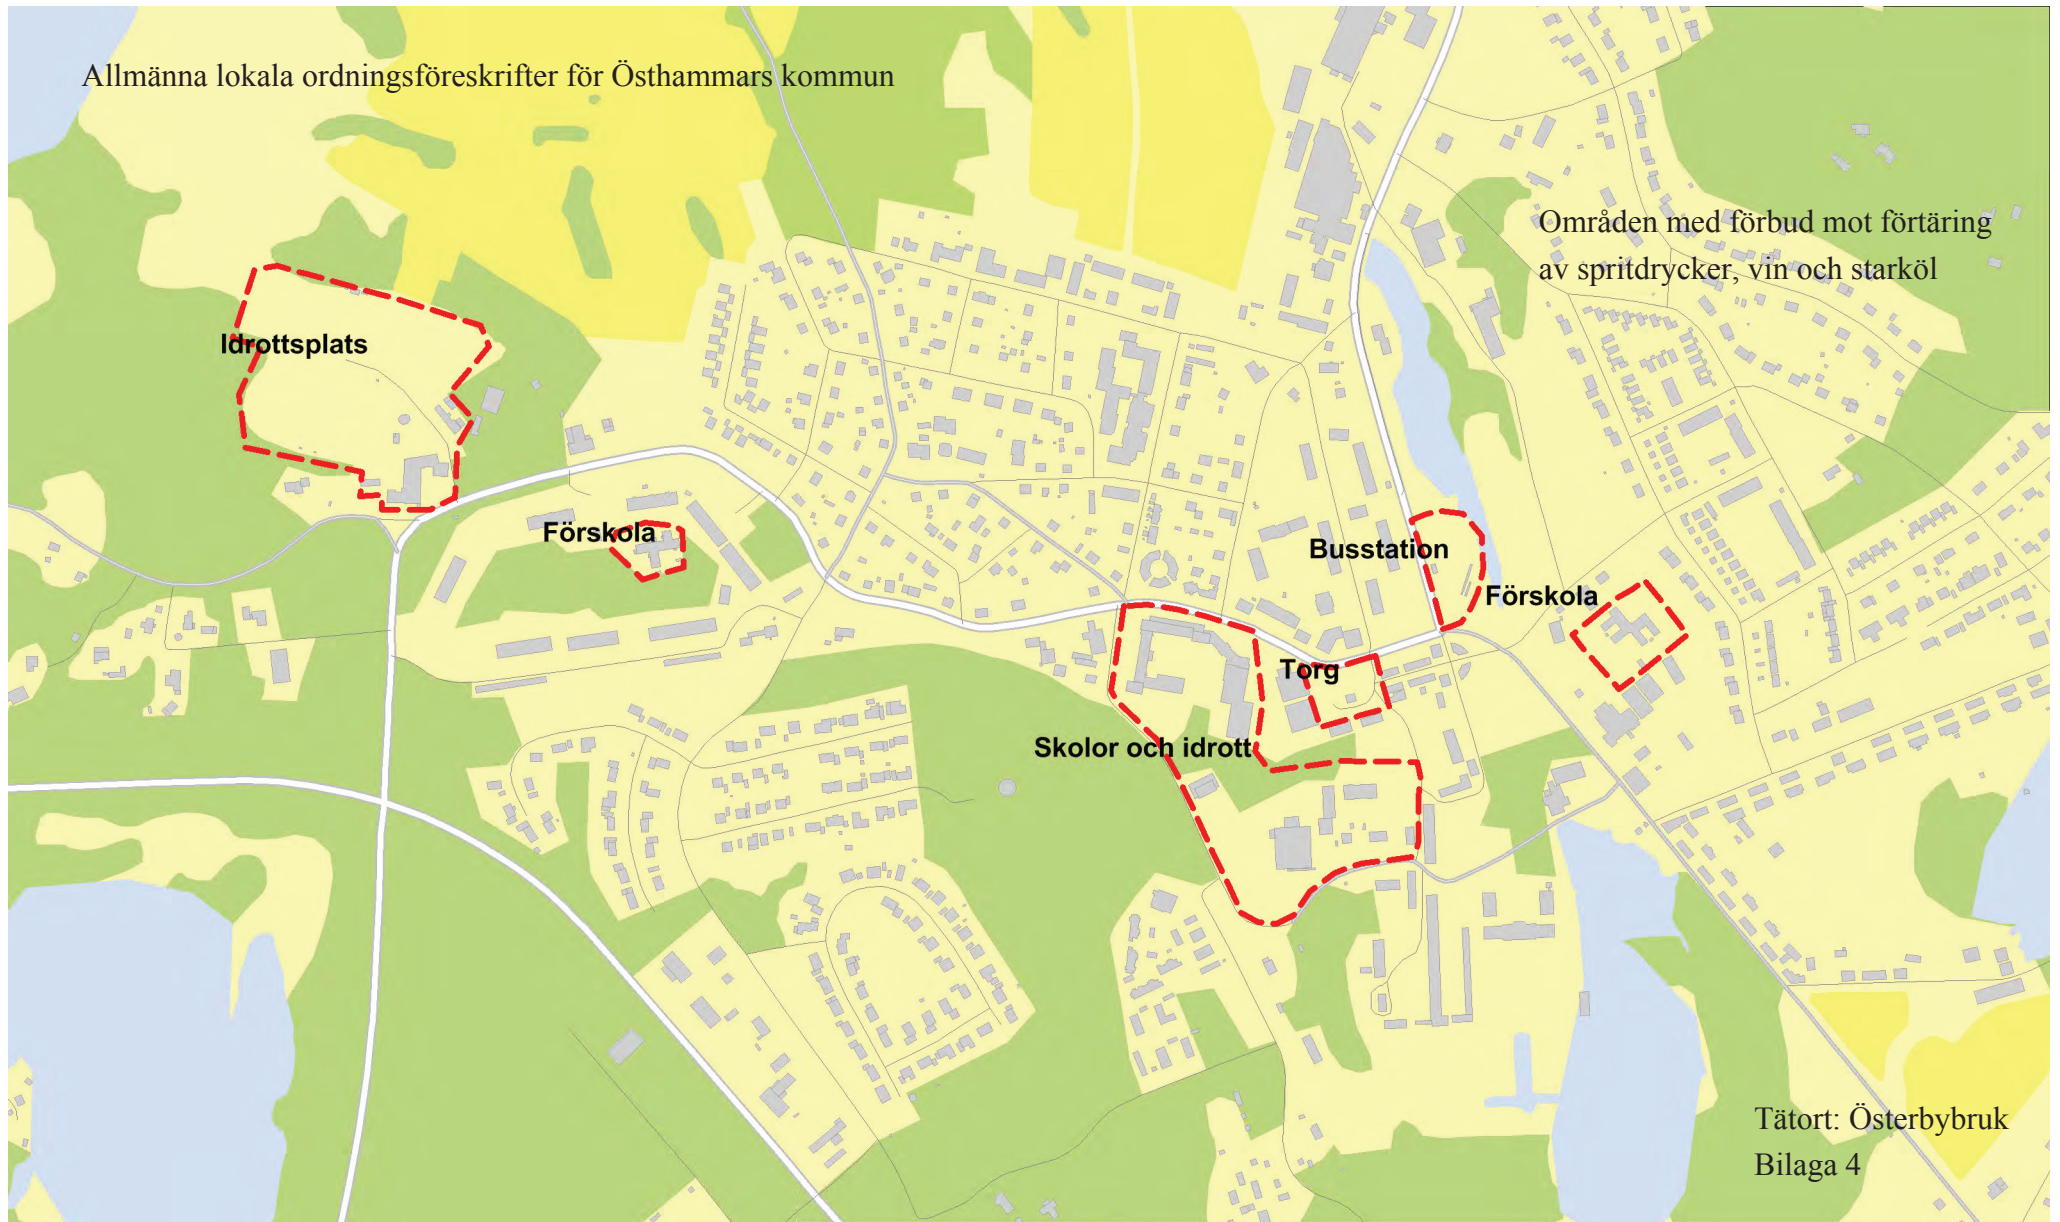 Allmänna lokala ordningsföreskrifter för Östhammars kommun
Områden med förbud mot förtäring
av spritdrycker, vin och starköl
Idrottsplats
Förskola
Busstation
Förskola
Torg
Skolor och idrott
Tätort: Österbybruk
Bilaga 4